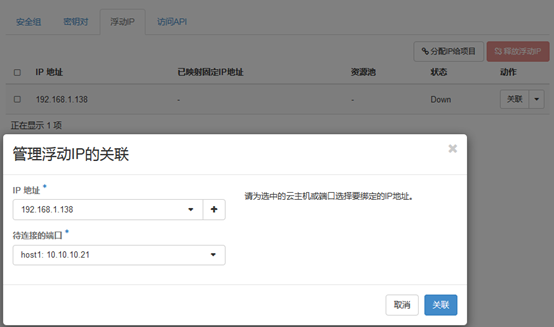 安全组 密钥对 浮动IP 访问API
分配IP给项目 释放浮动IP
IP 地址 已映射固定IP地址 资源池 状态 动作
192.168.1.138 - - Down 关联
正在显示 1 项
管理浮动IP的关联 ×
IP 地址 *
请为选中的云主机或端口选择要绑定的IP地址。
192.168.1.138 +
待连接的端口 *
host1: 10.10.10.21
取消 关联